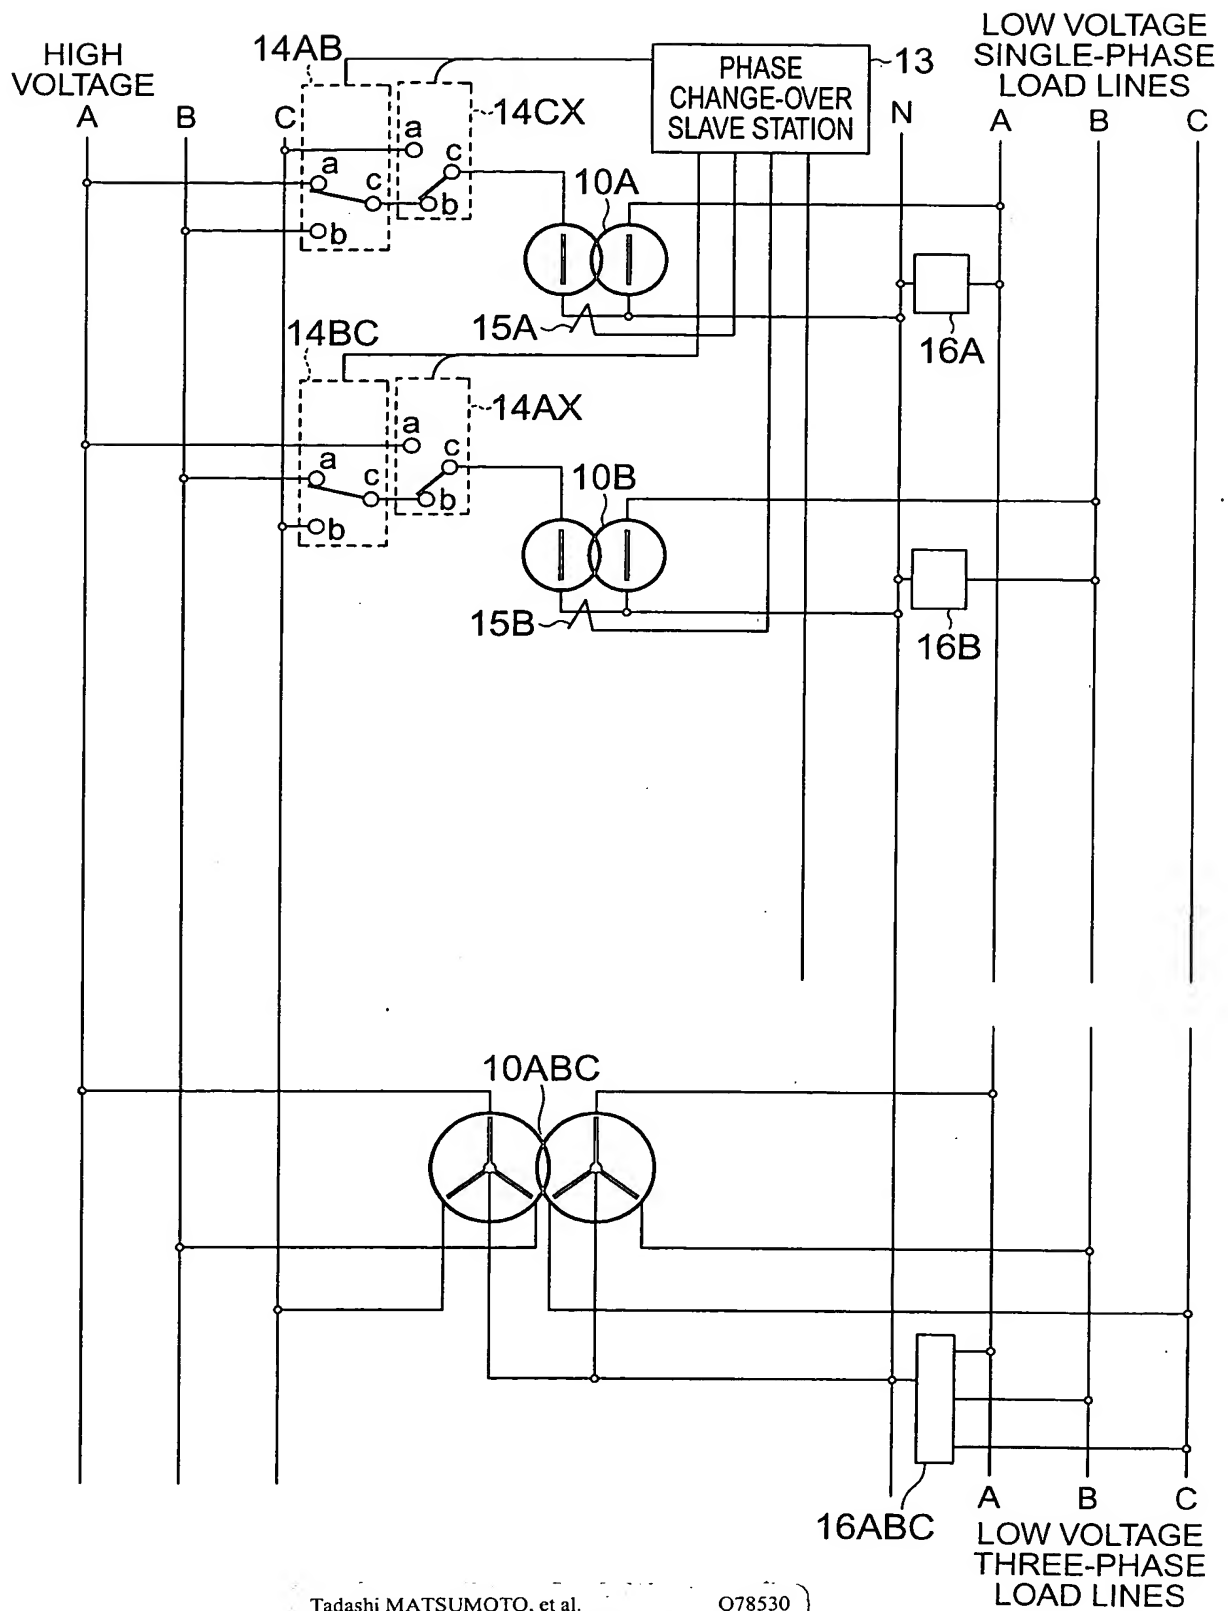 HIGH
VOLTAGE
A
B
C
14AB
14CX
PHASE
CHANGE-OVER
SLAVE STATION
13
LOW VOLTAGE
SINGLE-PHASE
LOAD LINES
N
A
B
C
a
c
b
a
c
b
10A
15A
16A
14BC
14AX
a
c
b
a
c
b
10B
15B
16B
10ABC
16ABC
A
B
C
LOW VOLTAGE
THREE-PHASE
LOAD LINES
Tadashi MATSUMOTO, et al. Q78530